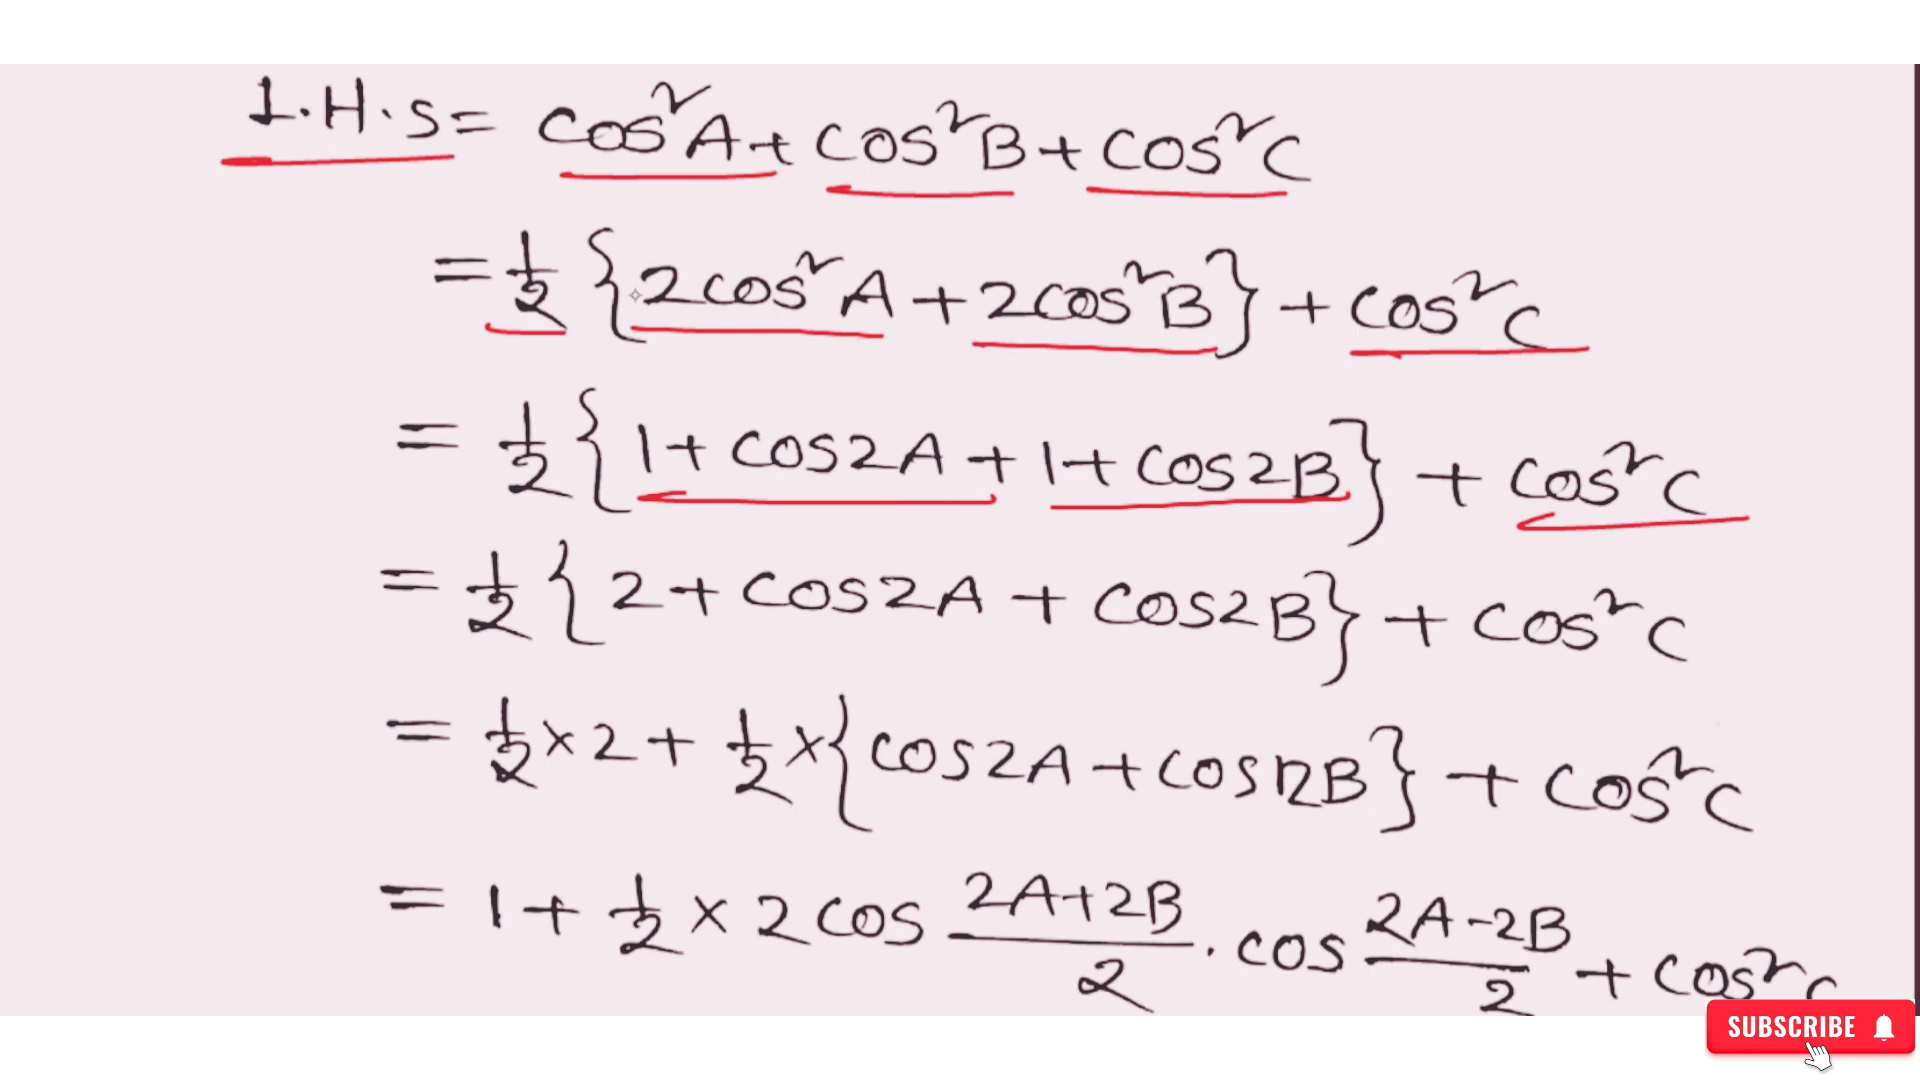 L.H.S = cos²A + cos²B + cos²C
= 1/2 {2cos²A + 2cos²B} + cos²C
= 1/2 {1 + cos2A + 1 + cos2B} + cos²C
= 1/2 {2 + cos2A + cos2B} + cos²C
= 1/2 × 2 + 1/2 × {cos2A + cos2B} + cos²C
= 1 + 1/2 × 2 cos (2A+2B)/2 . cos (2A-2B)/2 + cos²C
SUBSCRIBE